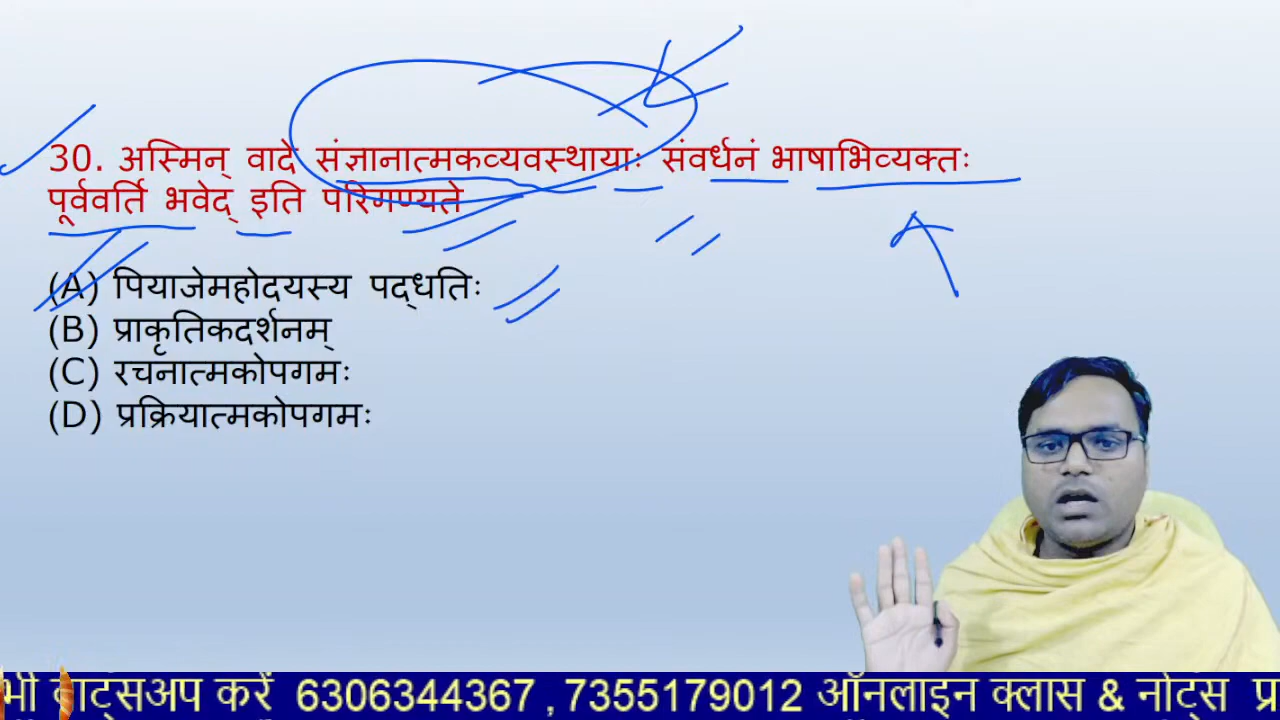 30. अस्मिन् वादे संज्ञानात्मकव्यवस्थायाः संवर्धनं भाषाभिव्यक्तः
पूर्ववर्ति भवेद् इति परिगण्यते
(A) पियाजेमहोदयस्य पद्धतिः
(B) प्राकृतिकदर्शनम्
(C) रचनात्मकोपगमः
(D) प्रक्रियात्मकोपगमः
भी वाट्सअप करें 6306344367 , 7355179012 ऑनलाइन क्लास & नोट्स प्र